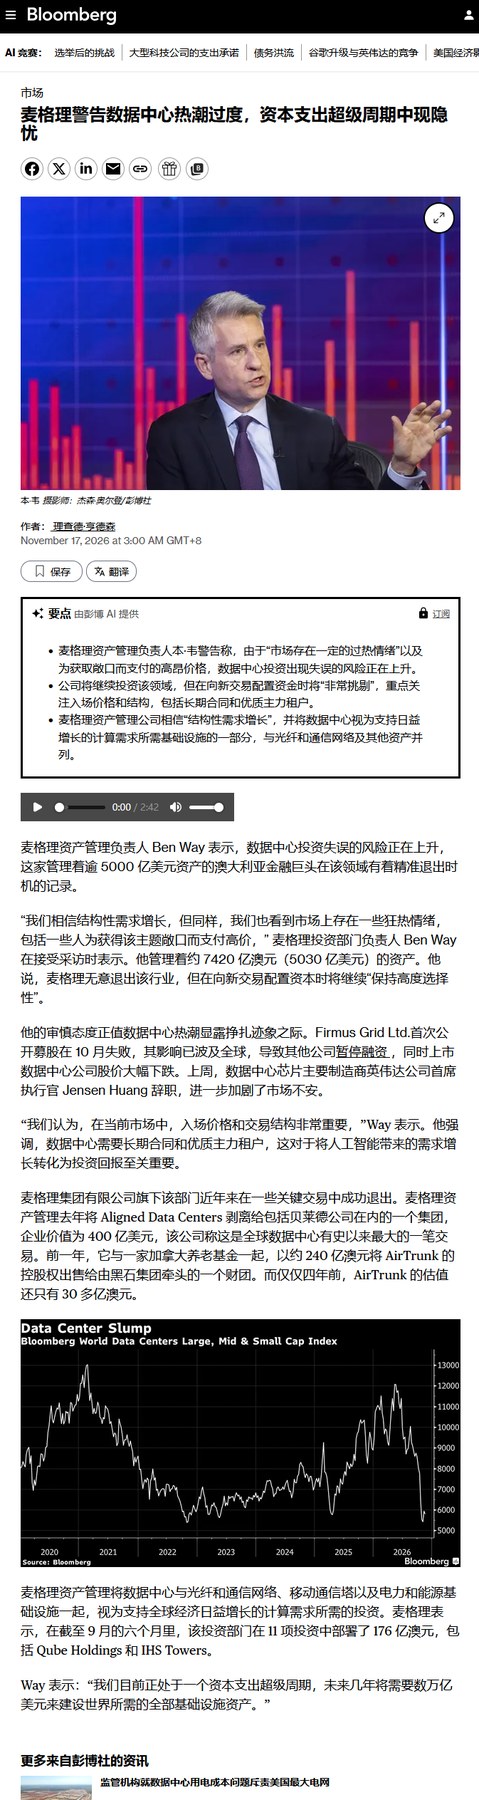 Bloomberg
AI 竞赛： 选举后的挑战 大型科技公司的支出承诺 债务洪流 谷歌升级与英伟达的竞争 美国经济影
市场
麦格理警告数据中心热潮过度，资本支出超级周期中现隐
忧
本·韦 摄影师：杰森·奥尔登/彭博社
作者： 理查德·亨德森
November 17, 2026 at 3:00 AM GMT+8
保存 翻译
要点 由彭博 AI 提供 订阅
麦格理资产管理负责人本·韦警告称，由于“市场存在一定的过热情绪”以及
为获取敞口而支付的高昂价格，数据中心投资出现失误的风险正在上升。
公司将继续投资该领域，但在向新交易配置资金时将“非常挑剔”，重点关
注入场价格和结构，包括长期合同和优质主力租户。
麦格理资产管理公司相信“结构性需求增长”，并将数据中心视为支持日益
增长的计算需求所需基础设施的一部分，与光纤和通信网络及其他资产并
列。
0:00 / 2:42
麦格理资产管理负责人 Ben Way 表示，数据中心投资失误的风险正在上升，
这家管理着逾 5000 亿美元资产的澳大利亚金融巨头在该领域有着精准退出时
机的记录。
“我们相信结构性需求增长，但同样，我们也看到市场上存在一些狂热情绪，
包括一些人为获得该主题敞口而支付高价，” 麦格理投资部门负责人 Ben Way
在接受采访时表示。他管理着约 7420 亿澳元（5030 亿美元）的资产。他
说，麦格理无意退出该行业，但在向新交易配置资本时将继续“保持高度选择
性”。
他的审慎态度正值数据中心热潮显露挣扎迹象之际。Firmus Grid Ltd.首次公
开募股在 10 月失败，其影响已波及全球，导致其他公司暂停融资 ，同时上市
数据中心公司股价大幅下跌。上周，数据中心芯片主要制造商英伟达公司首席
执行官 Jensen Huang 辞职，进一步加剧了市场不安。
“我们认为，在当前市场中，入场价格和交易结构非常重要，”Way 表示。他强
调，数据中心需要长期合同和优质主力租户，这对于将人工智能带来的需求增
长转化为投资回报至关重要。
麦格理集团有限公司旗下该部门近年来在一些关键交易中成功退出。麦格理资
产管理去年将 Aligned Data Centers 剥离给包括贝莱德公司在内的一个集团，
企业价值为 400 亿美元，该公司称这是全球数据中心有史以来最大的一笔交
易。前一年，它与一家加拿大养老基金一起，以约 240 亿澳元将 AirTrunk 的
控股权出售给由黑石集团牵头的一个财团。而仅仅四年前，AirTrunk 的估值
还只有 30 多亿澳元。
Data Center Slump
Bloomberg World Data Centers Large, Mid & Small Cap Index
13000
12000
11000
10000
9000
8000
7000
6000
5000
2020 2021 2022 2023 2024 2025 2026
Source: Bloomberg Bloomberg
麦格理资产管理将数据中心与光纤和通信网络、移动通信塔以及电力和能源基
础设施一起，视为支持全球经济日益增长的计算需求所需的投资。麦格理表
示，在截至 9 月的六个月里，该投资部门在 11 项投资中部署了 176 亿澳元，包
括 Qube Holdings 和 IHS Towers。
Way 表示：“我们目前正处于一个资本支出超级周期，未来几年将需要数万亿
美元来建设世界所需的全部基础设施资产。”
更多来自彭博社的资讯
监管机构就数据中心用电成本问题斥责美国最大电网